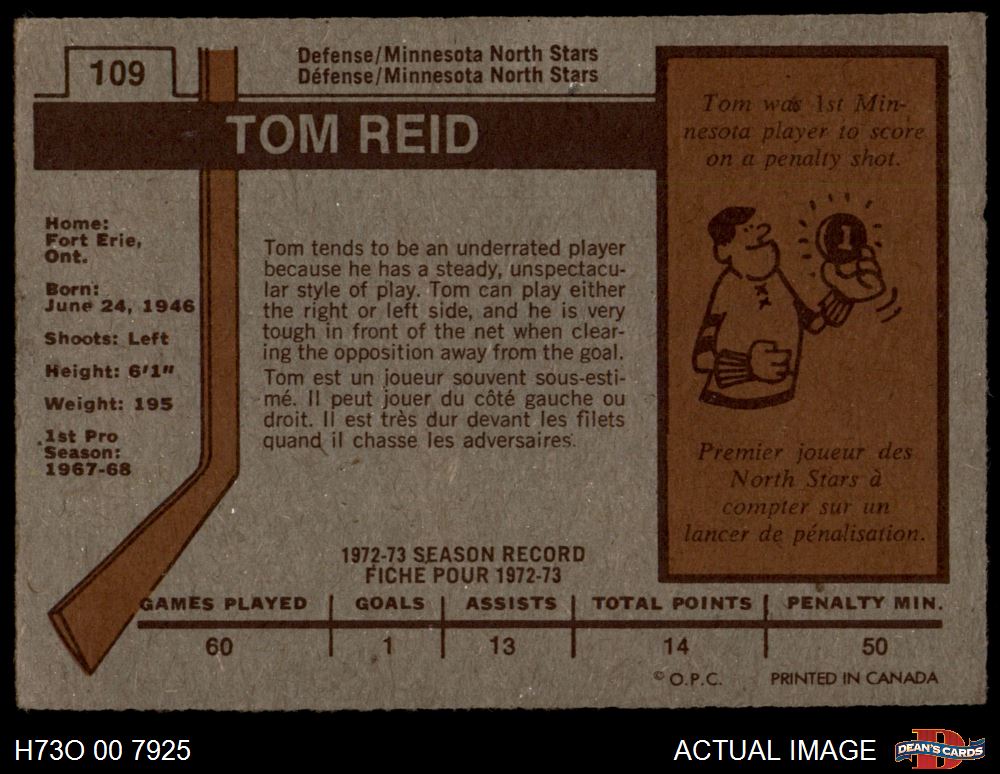 109
Defense/Minnesota North Stars
Défense/Minnesota North Stars
TOM REID
Home:
Fort Erie,
Ont.
Born:
June 24, 1946
Shoots: Left
Height: 6'1"
Weight: 195
1st Pro
Season:
1967-68
Tom tends to be an underrated player
because he has a steady, unspectacu-
lar style of play. Tom can play either
the right or left side, and he is very
tough in front of the net when clear-
ing the opposition away from the goal.
Tom est un joueur souvent sous-esti-
mé. Il peut jouer du côté gauche ou
droit. Il est très dur devant les filets
quand il chasse les adversaires.
Tom was 1st Min-
nesota player to score
on a penalty shot.
1
Premier joueur des
North Stars à
compter sur un
lancer de pénalisation.
1972-73 SEASON RECORD
FICHE POUR 1972-73
GAMES PLAYED GOALS ASSISTS TOTAL POINTS PENALTY MIN.
60 1 13 14 50
© O.P.C. PRINTED IN CANADA
H73O 00 7925
ACTUAL IMAGE
DEAN'S CARDS